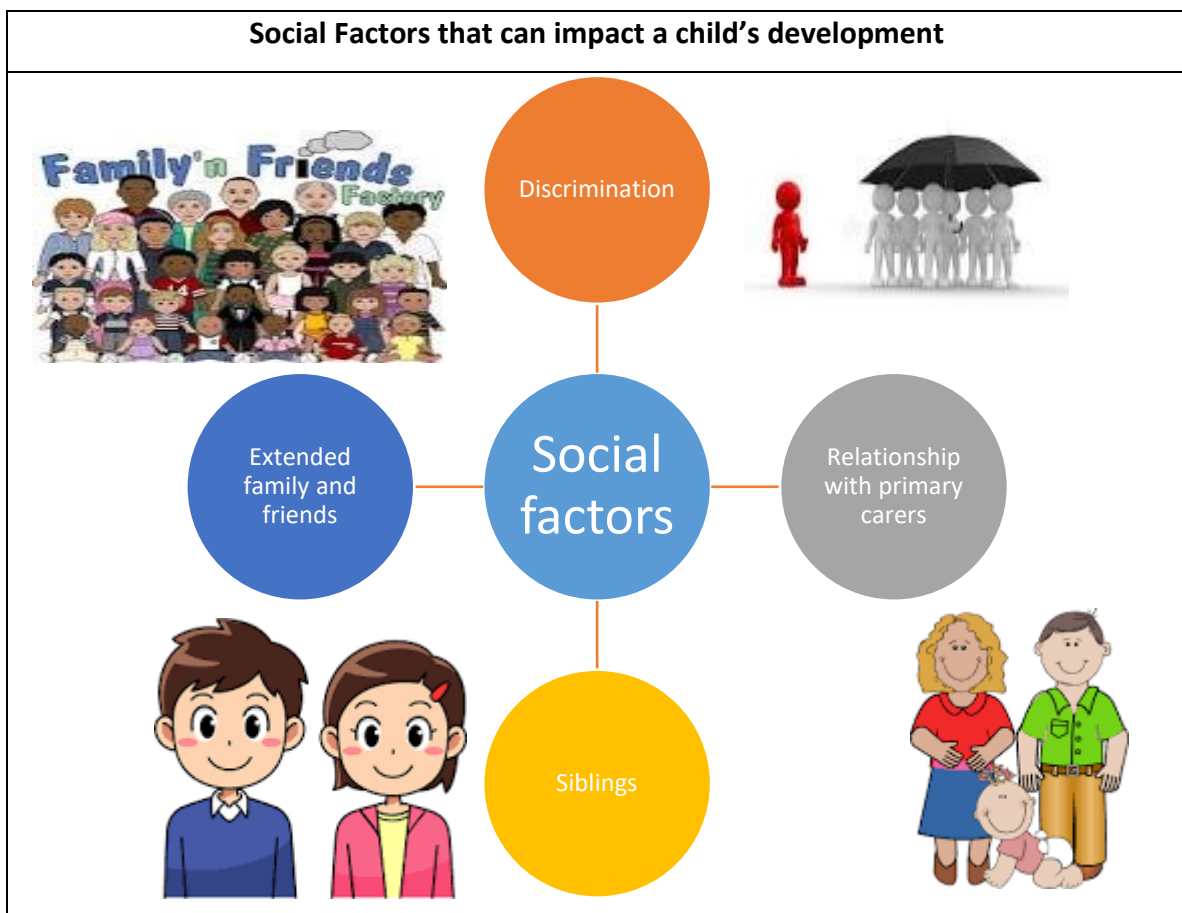 Social Factors that can impact a child’s development
Family'n Friends
Factory
14
Discrimination
Extended
family and
friends
Social
factors
Relationship
with primary
carers
Siblings